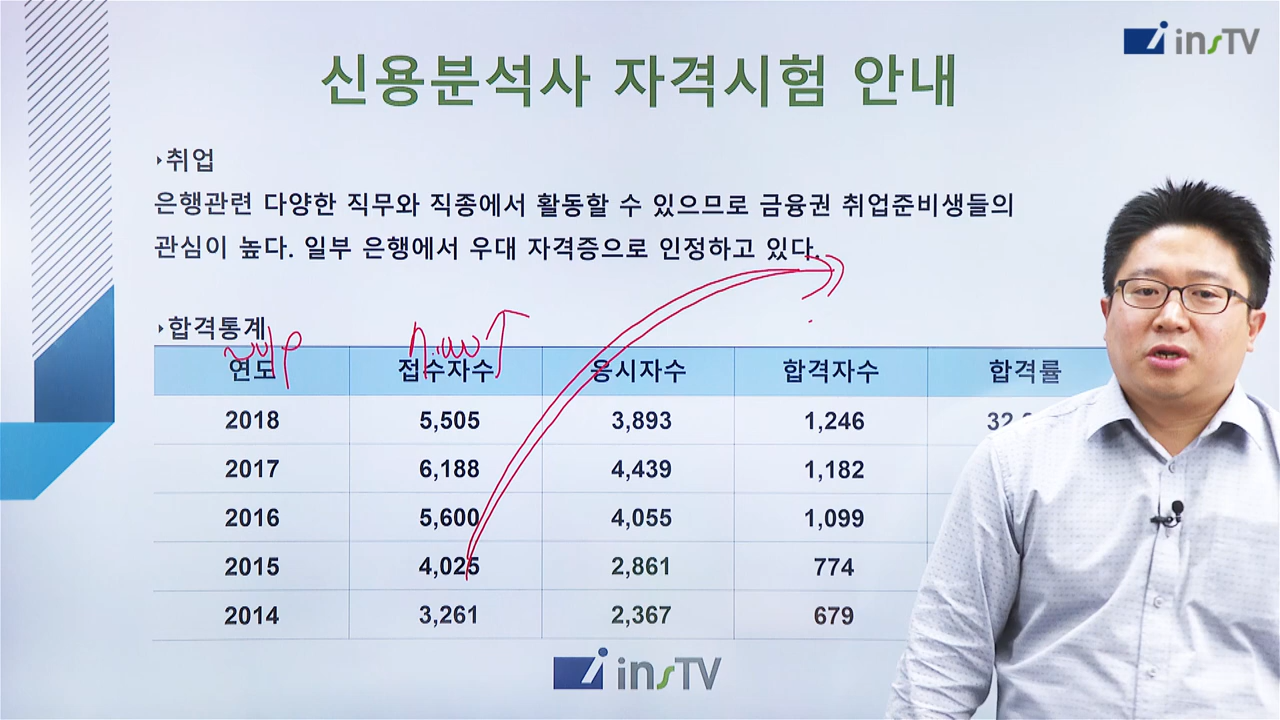 insTV
신용분석사 자격시험 안내
취업
은행관련 다양한 직무와 직종에서 활동할 수 있으므로 금융권 취업준비생들의
관심이 높다. 일부 은행에서 우대 자격증으로 인정하고 있다.
합격통계
연도 접수자수 응시자수 합격자수 합격률
2018 5,505 3,893 1,246 32
2017 6,188 4,439 1,182
2016 5,600 4,055 1,099
2015 4,025 2,861 774
2014 3,261 2,367 679
insTV